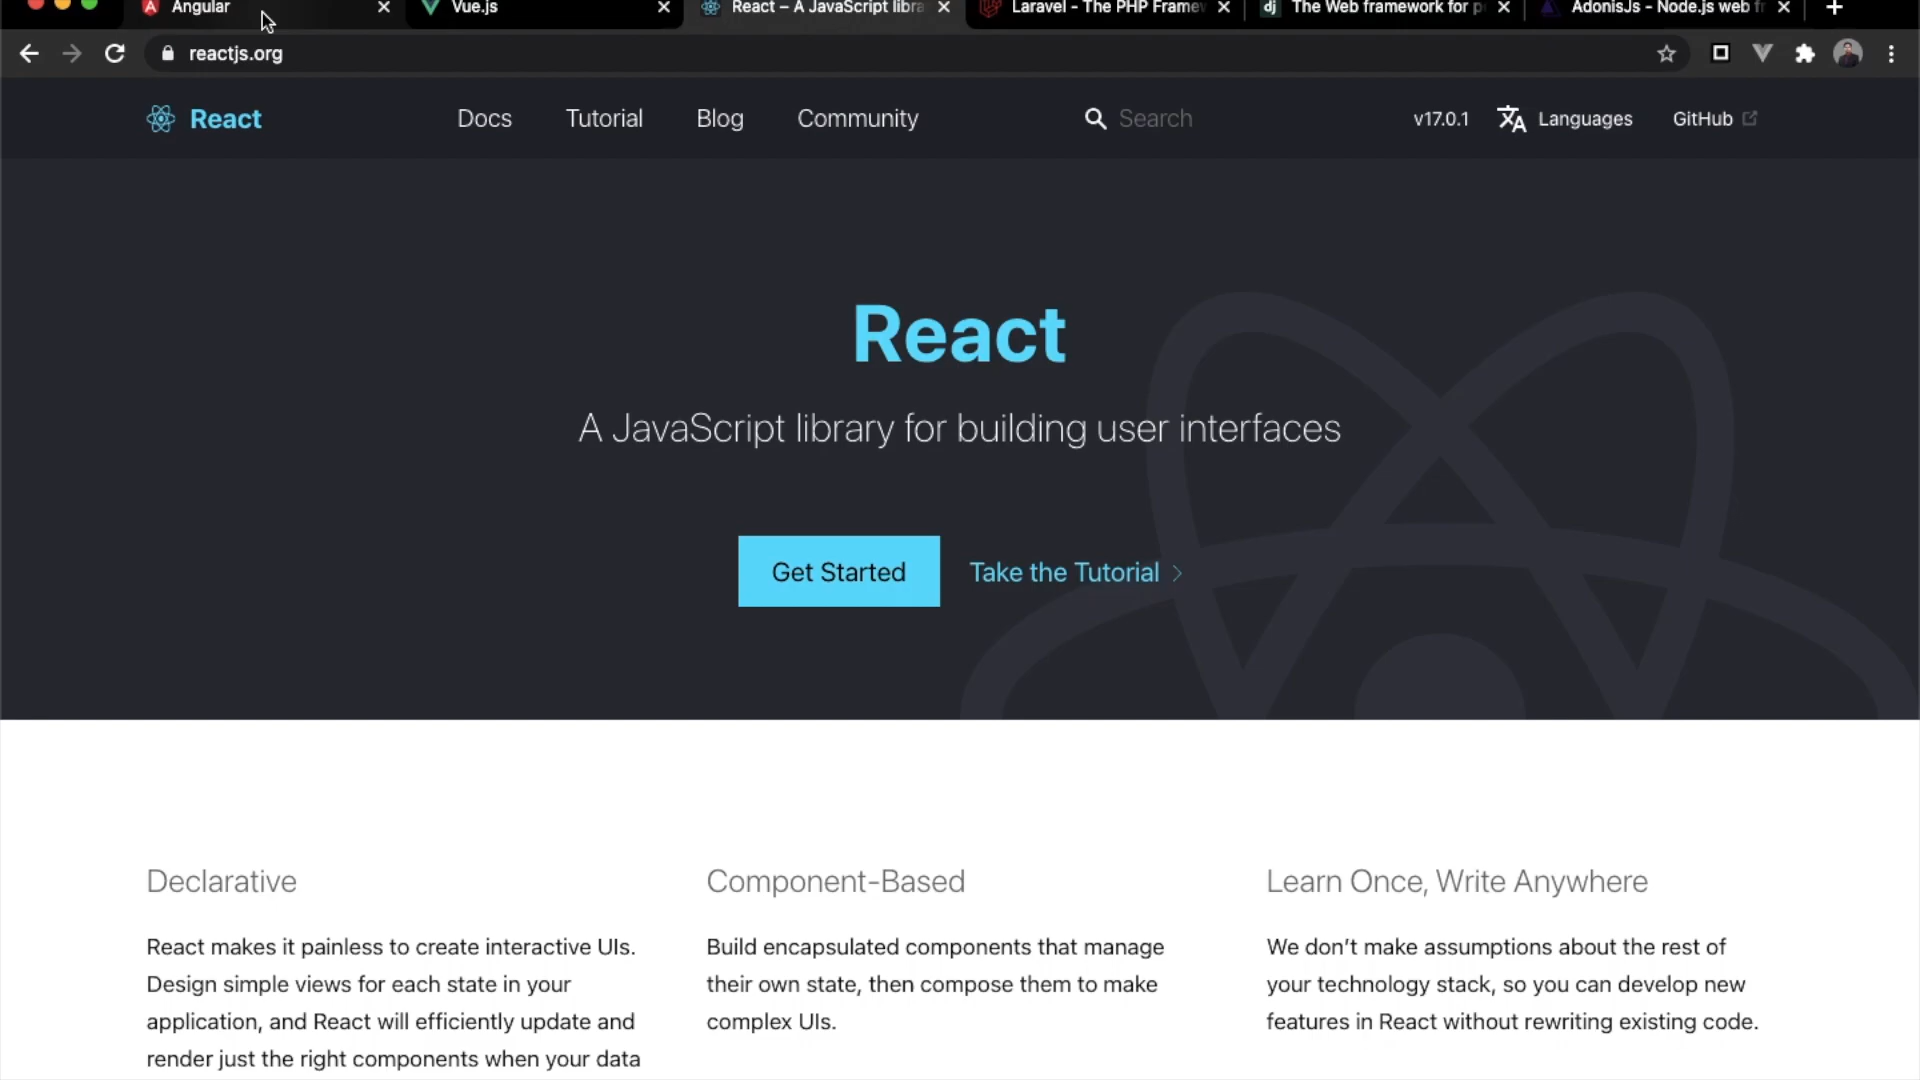 Angular
Vue.js
React – A JavaScript libra
Laravel - The PHP Framew
The Web framework for p
AdonisJs - Node.js web f
reactjs.org
React
Docs
Tutorial
Blog
Community
Search
v17.0.1
Languages
GitHub
React
A JavaScript library for building user interfaces
Get Started
Take the Tutorial
Declarative
React makes it painless to create interactive UIs.
Design simple views for each state in your
application, and React will efficiently update and
render just the right components when your data
Component-Based
Build encapsulated components that manage
their own state, then compose them to make
complex UIs.
Learn Once, Write Anywhere
We don’t make assumptions about the rest of
your technology stack, so you can develop new
features in React without rewriting existing code.